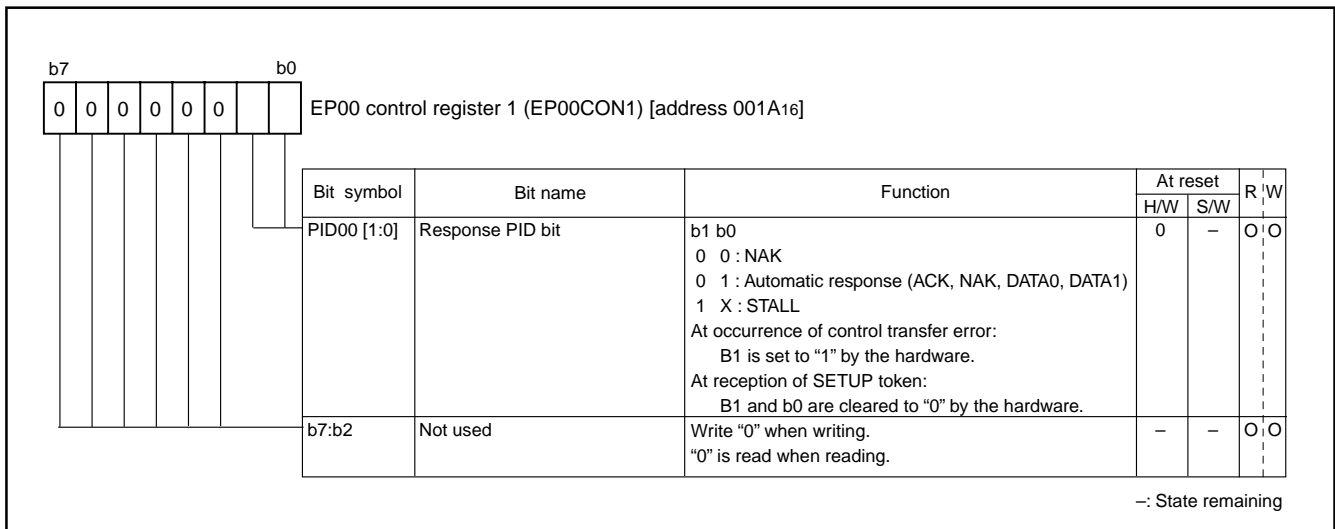 b7 b0
0 0 0 0 0 0 EP00 control register 1 (EP00CON1) [address 001A16]
Bit symbol Bit name Function At reset R W
H/W S/W
PID00 [1:0] Response PID bit b1 b0 0 – O O
0 0 : NAK
0 1 : Automatic response (ACK, NAK, DATA0, DATA1)
1 X : STALL
At occurrence of control transfer error:
B1 is set to “1” by the hardware.
At reception of SETUP token:
B1 and b0 are cleared to “0” by the hardware.
b7:b2 Not used Write “0” when writing. – – O O
“0” is read when reading.
–: State remaining